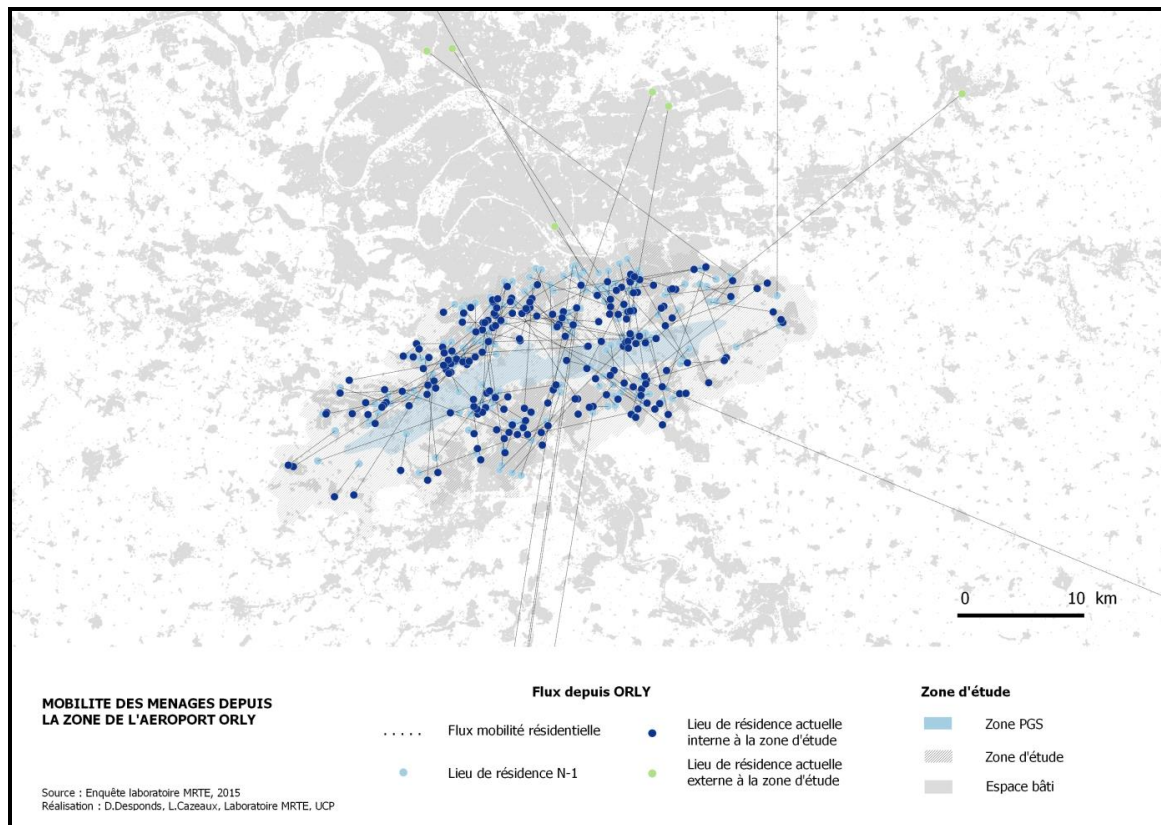 0 10 km
MOBILITE DES MENAGES DEPUIS
LA ZONE DE L'AEROPORT ORLY
Source : Enquête laboratoire MRTE, 2015
Réalisation : D.Desponds, L.Cazeaux, Laboratoire MRTE, UCP
Flux depuis ORLY
Flux mobilité résidentielle
Lieu de résidence N-1
Lieu de résidence actuelle
interne à la zone d'étude
Lieu de résidence actuelle
externe à la zone d'étude
Zone d'étude
Zone PGS
Zone d'étude
Espace bâti